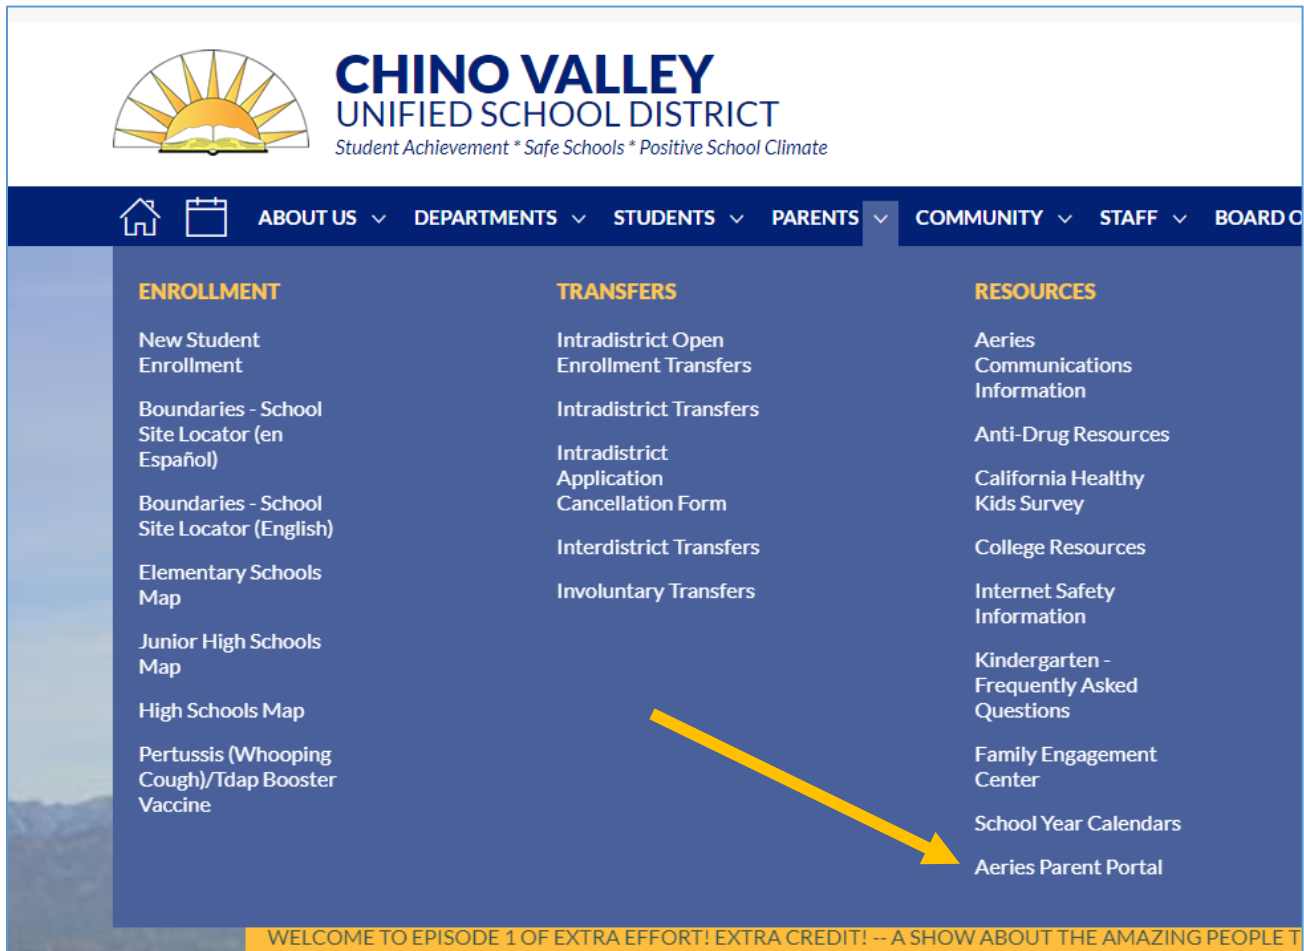 CHINO VALLEY
UNIFIED SCHOOL DISTRICT
Student Achievement * Safe Schools * Positive School Climate
ABOUT US DEPARTMENTS STUDENTS PARENTS COMMUNITY STAFF BOARD O
ENROLLMENT
New Student
Enrollment
Boundaries - School
Site Locator (en
Español)
Boundaries - School
Site Locator (English)
Elementary Schools
Map
Junior High Schools
Map
High Schools Map
Pertussis (Whooping
Cough)/Tdap Booster
Vaccine
TRANSFERS
Intradistrict Open
Enrollment Transfers
Intradistrict Transfers
Intradistrict
Application
Cancellation Form
Interdistrict Transfers
Involuntary Transfers
RESOURCES
Aeries
Communications
Information
Anti-Drug Resources
California Healthy
Kids Survey
College Resources
Internet Safety
Information
Kindergarten -
Frequently Asked
Questions
Family Engagement
Center
School Year Calendars
Aeries Parent Portal
WELCOME TO EPISODE 1 OF EXTRA EFFORT! EXTRA CREDIT! -- A SHOW ABOUT THE AMAZING PEOPLE T